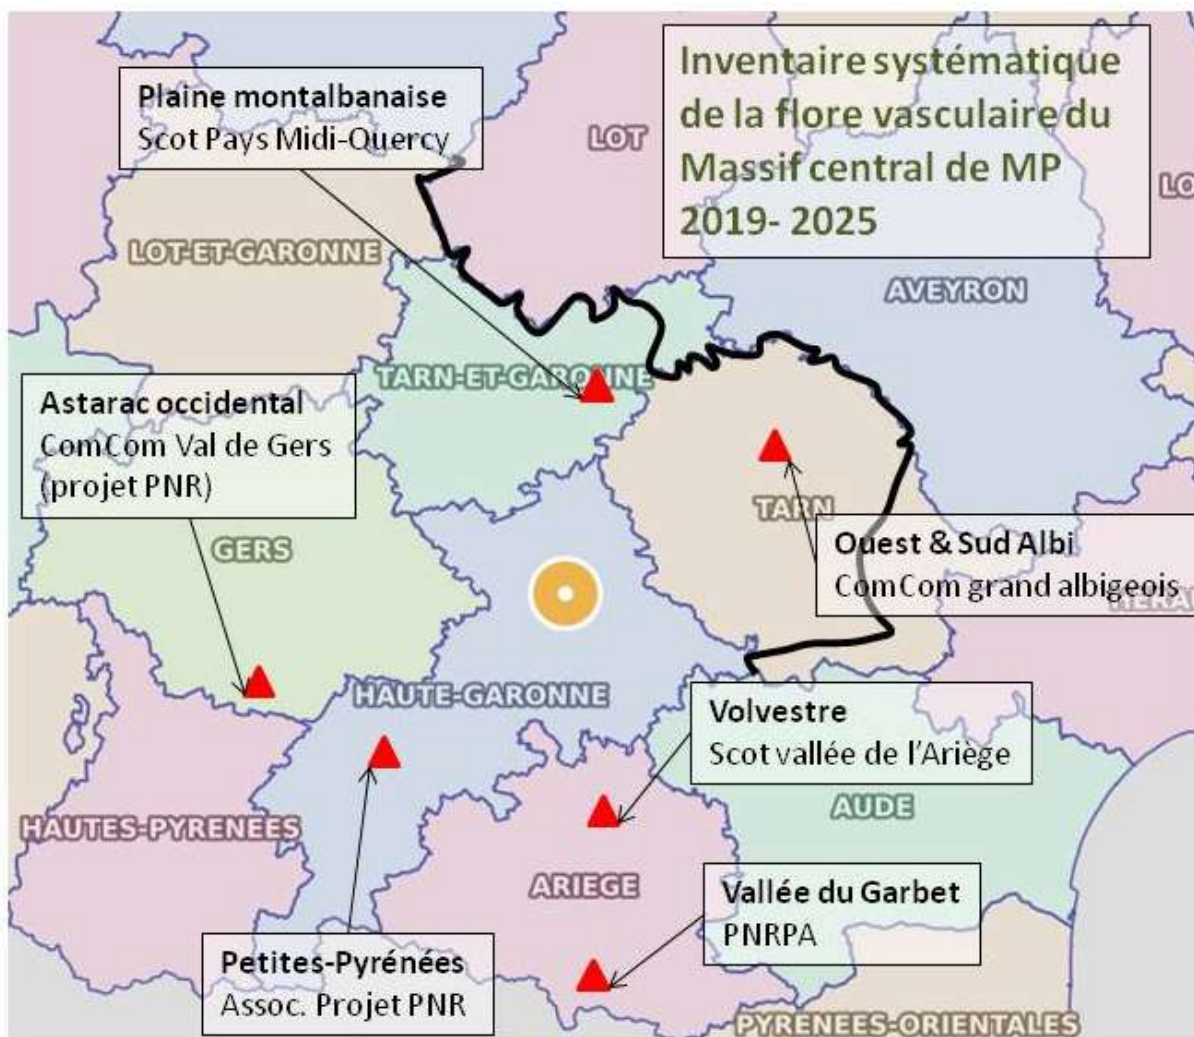 Inventaire systématique
de la flore vasculaire du
Massif central de MP
2019- 2025
Plaine montalbanaise
Scot Pays Midi-Quercy
LOT
LO
LOT-ET-GARONNE
AVEYRON
TARN-ET-GARONNE
Astarac occidental
ComCom Val de Gers
(projet PNR)
GERS
TARN
Ouest & Sud Albi
ComCom grand albigeois
HERA
HAUTE-GARONNE
Volvestre
Scot vallée de l'Ariège
AUDE
HAUTES-PYRENEES
ARIEGE
Vallée du Garbet
PNRPA
Petites-Pyrénées
Assoc. Projet PNR
PYRENEES-ORIENTALES